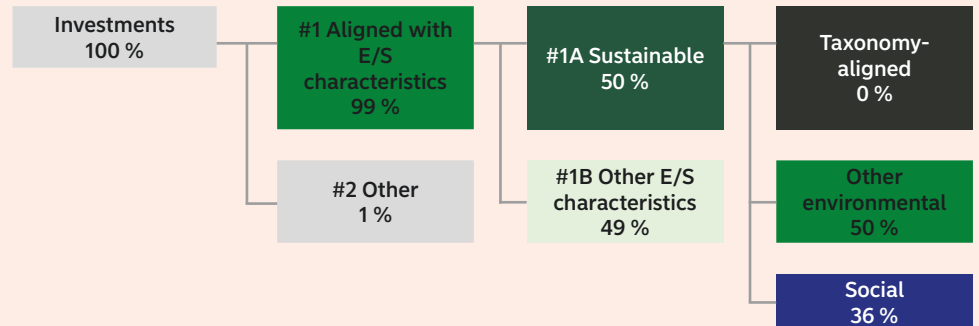 Investments
100 %
#1 Aligned with
E/S
characteristics
99 %
#1A Sustainable
50 %
Taxonomy-
aligned
0 %
#2 Other
1 %
#1B Other E/S
characteristics
49 %
Other
environmental
50 %
Social
36 %